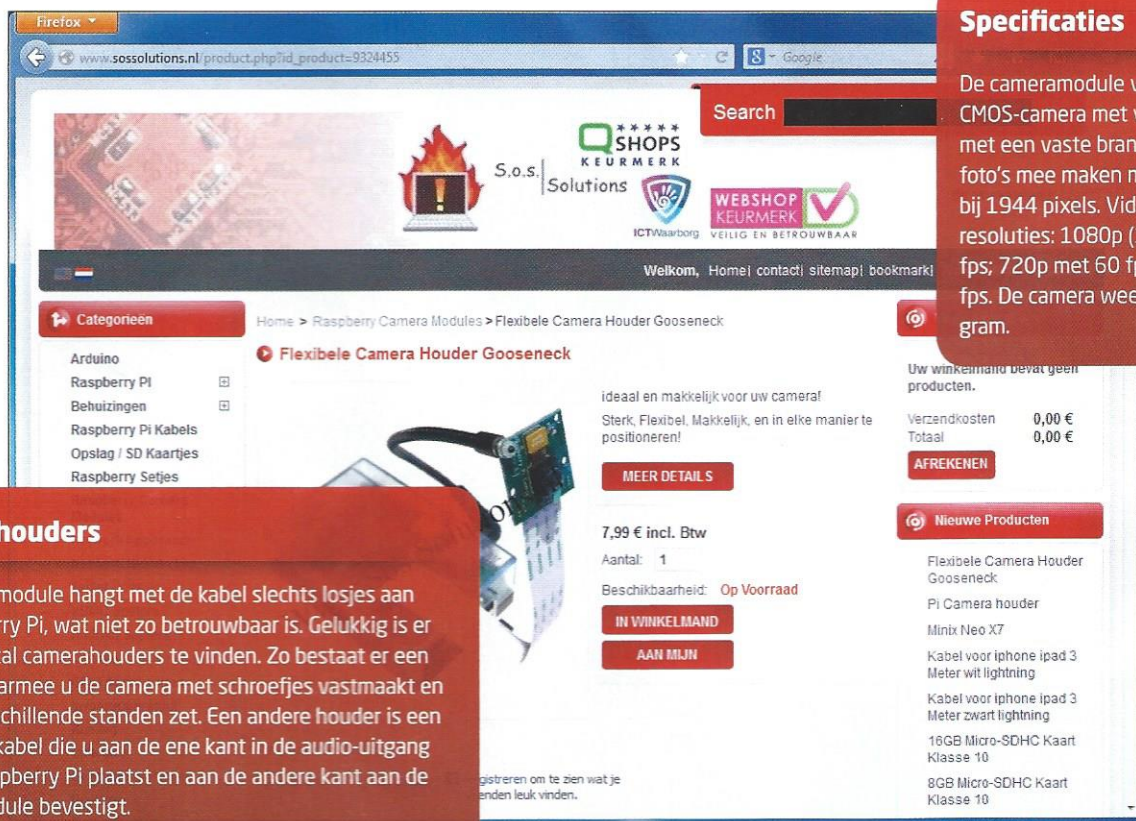 Firefox
www.sossolutions.nl/product.php?id_product=9324455
Google
Specificaties
De cameramodule
CMOS-camera met
met een vaste bran
foto's mee maken
bij 1944 pixels. Vid
resoluties: 1080p (
fps; 720p met 60 fp
fps. De camera wee
gram.
Search
S.o.s. Solutions
QSHOPS
KEURMERK
ICTWaarborg
WEBSHOP
KEURMERK
VEILIG EN BETROUWBAAR
Welkom, Home| contact| sitemap| bookmark|
Categorieën
Arduino
Raspberry PI
Behuizingen
Raspberry Pi Kabels
Opslag / SD Kaartjes
Raspberry Setjes
Home > Raspberry Camera Modules > Flexibele Camera Houder Gooseneck
Flexibele Camera Houder Gooseneck
ideaal en makkelijk voor uw camera!
Sterk, Flexibel, Makkelijk, en in elke manier te
positioneren!
MEER DETAILS
7,99 € incl. Btw
Aantal: 1
Beschikbaarheid: Op Voorraad
IN WINKELMAND
AAN MIJN
Uw winkelmand bevat geen
producten.
Verzendkosten 0,00 €
Totaal 0,00 €
AFREKENEN
Nieuwe Producten
Flexibele Camera Houder
Gooseneck
Pi Camera houder
Minix Neo X7
Kabel voor iphone ipad 3
Meter wit lightning
Kabel voor iphone ipad 3
Meter zwart lightning
16GB Micro-SDHC Kaart
Klasse 10
8GB Micro-SDHC Kaart
Klasse 10
houders
module hangt met de kabel slechts losjes aan
rry Pi, wat niet zo betrouwbaar is. Gelukkig is er
tal camerahouders te vinden. Zo bestaat er een
armee u de camera met schroefjes vastmaakt en
schillende standen zet. Een andere houder is een
kabel die u aan de ene kant in de audio-uitgang
spberry Pi plaatst en aan de andere kant aan de
dule bevestigt.
gistreren om te zien wat je
enden leuk vinden.